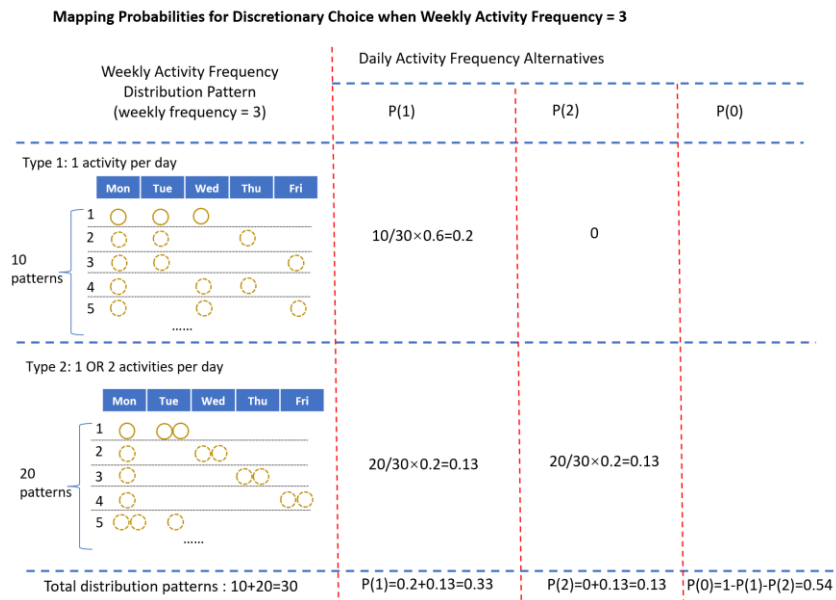 Mapping Probabilities for Discretionary Choice when Weekly Activity Frequency = 3
Weekly Activity Frequency
Distribution Pattern
(weekly frequency = 3)
Daily Activity Frequency Alternatives
P(1)
P(2)
P(0)
Type 1: 1 activity per day
Mon Tue Wed Thu Fri
10
patterns
1
2
3
4
5
......
10/30×0.6=0.2
0
Type 2: 1 OR 2 activities per day
Mon Tue Wed Thu Fri
20
patterns
1
2
3
4
5
......
20/30×0.2=0.13
20/30×0.2=0.13
Total distribution patterns : 10+20=30
P(1)=0.2+0.13=0.33
P(2)=0+0.13=0.13
P(0)=1-P(1)-P(2)=0.54